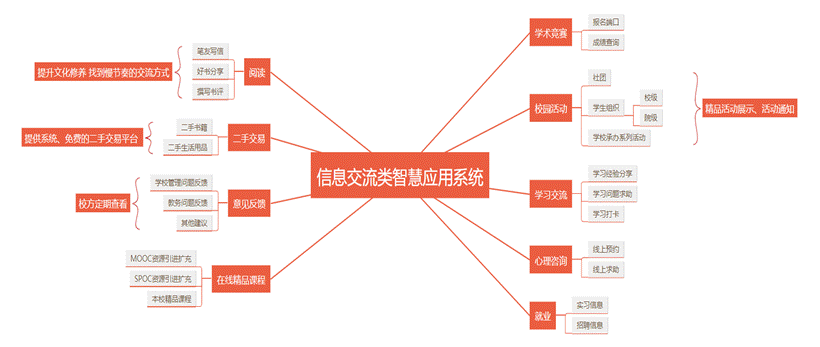 信息交流类智慧应用系统
学术竞赛
报名端口
成绩查询
校园活动
社团
学生组织
校级
院级
学校承办系列活动
精品活动展示、活动通知
学习交流
学习经验分享
学习问题求助
学习打卡
心理咨询
线上预约
线上求助
就业
实习信息
招聘信息
阅读
笔友写信
好书分享
撰写书评
提升文化修养 找到慢节奏的交流方式
二手交易
二手书籍
二手生活用品
提供系统、免费的二手交易平台
意见反馈
学校管理问题反馈
教务问题反馈
其他建议
校方定期查看
在线精品课程
MOOC资源引进扩充
SPOC资源引进扩充
本校精品课程